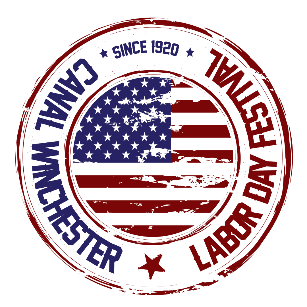 SINCE 1920
CANAL WINCHESTER
LABOR DAY FESTIVAL